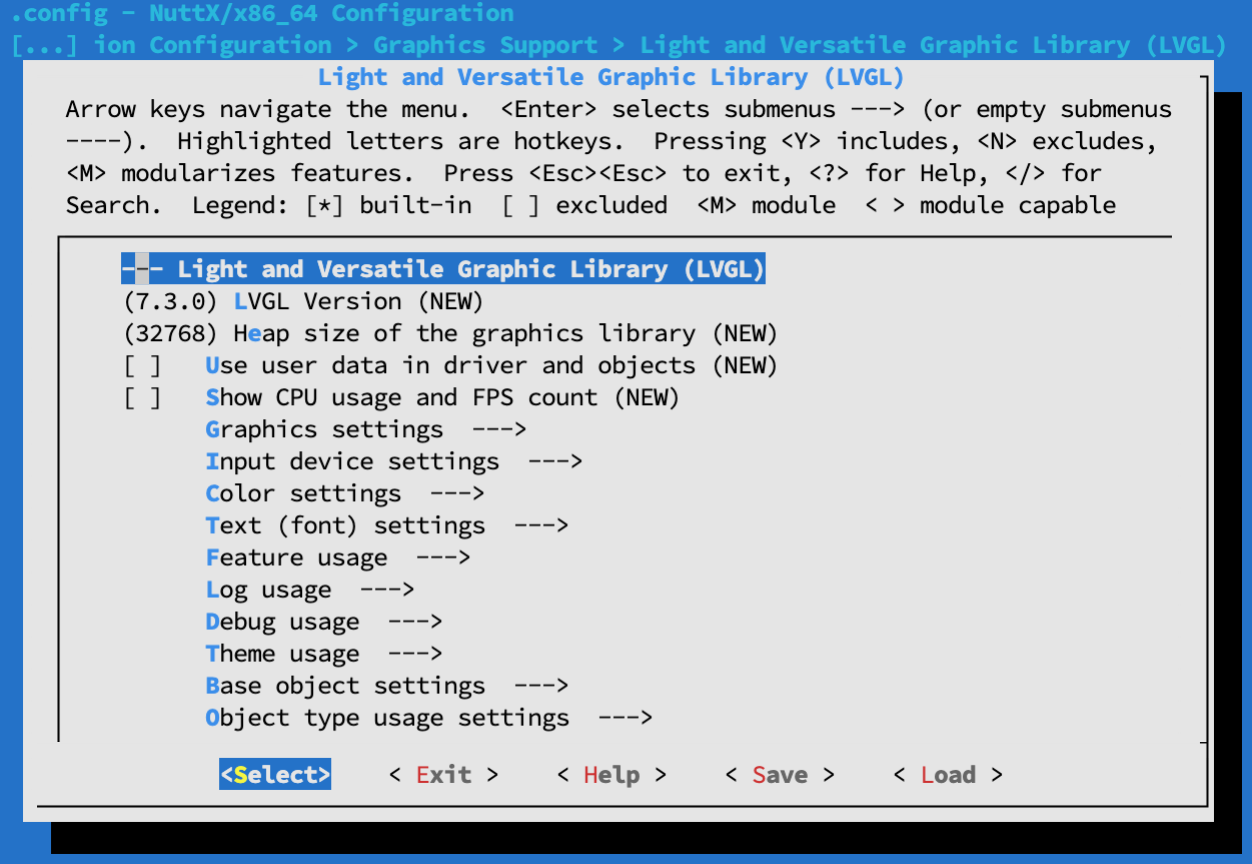 .config - NuttX/x86_64 Configuration
[...] ion Configuration > Graphics Support > Light and Versatile Graphic Library (LVGL)
Light and Versatile Graphic Library (LVGL)
Arrow keys navigate the menu.  <Enter> selects submenus ---> (or empty submenus
----).  Highlighted letters are hotkeys.  Pressing <Y> includes, <N> excludes,
<M> modularizes features.  Press <Esc><Esc> to exit, <?> for Help, </> for
Search.  Legend: [*] built-in  [ ] excluded  <M> module  < > module capable
--- Light and Versatile Graphic Library (LVGL)
(7.3.0) LVGL Version (NEW)
(32768) Heap size of the graphics library (NEW)
[ ]   Use user data in driver and objects (NEW)
[ ]   Show CPU usage and FPS count (NEW)
Graphics settings  --->
Input device settings  --->
Color settings  --->
Text (font) settings  --->
Feature usage  --->
Log usage  --->
Debug usage  --->
Theme usage  --->
Base object settings  --->
Object type usage settings  --->
<Select>    < Exit >    < Help >    < Save >    < Load >